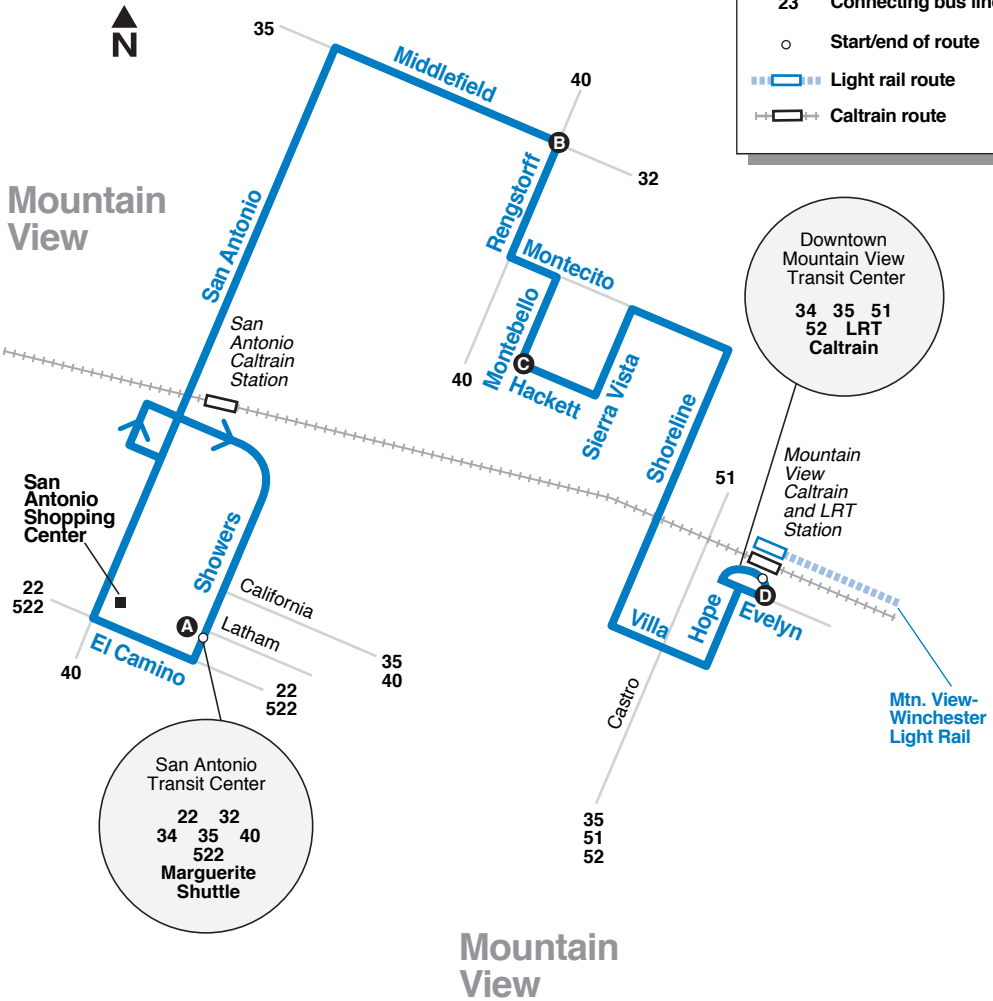 N
35
Middlefield
40
B
32
23 Connecting bus line
Start/end of route
Light rail route
Caltrain route
Mountain
View
San Antonio
Rengstorff
Montecito
Montebello
C
Hackett
40
Sierra Vista
Shoreline
San
Antonio
Caltrain
Station
Downtown
Mountain View
Transit Center
34 35 51
52 LRT
Caltrain
51
Mountain
View
Caltrain
and LRT
Station
San
Antonio
Shopping
Center
Showers
California
Latham
A
22
522
El Camino
40
35
40
22
522
Villa
Hope
D
Evelyn
Castro
Mtn. View-
Winchester
Light Rail
San Antonio
Transit Center
22 32
34 35 40
522
Marguerite
Shuttle
35
51
52
Mountain
View